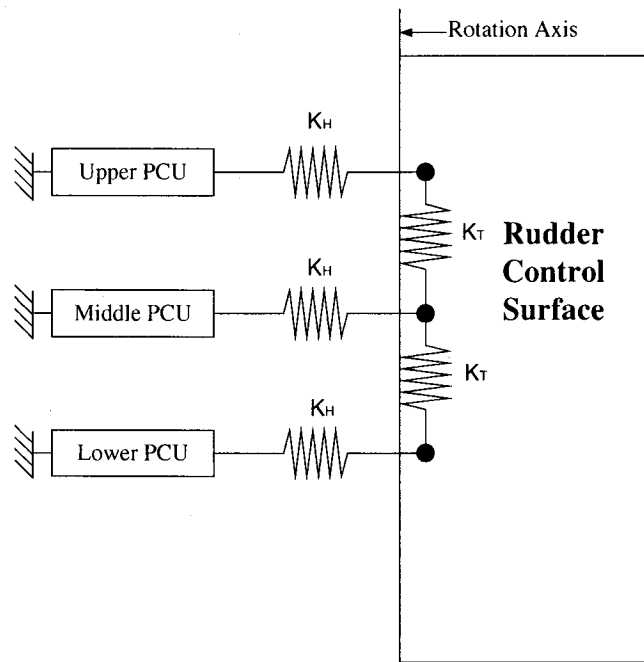 Rotation Axis
KH
Upper PCU
KT
Rudder
Control
Surface
KH
Middle PCU
KT
KH
Lower PCU